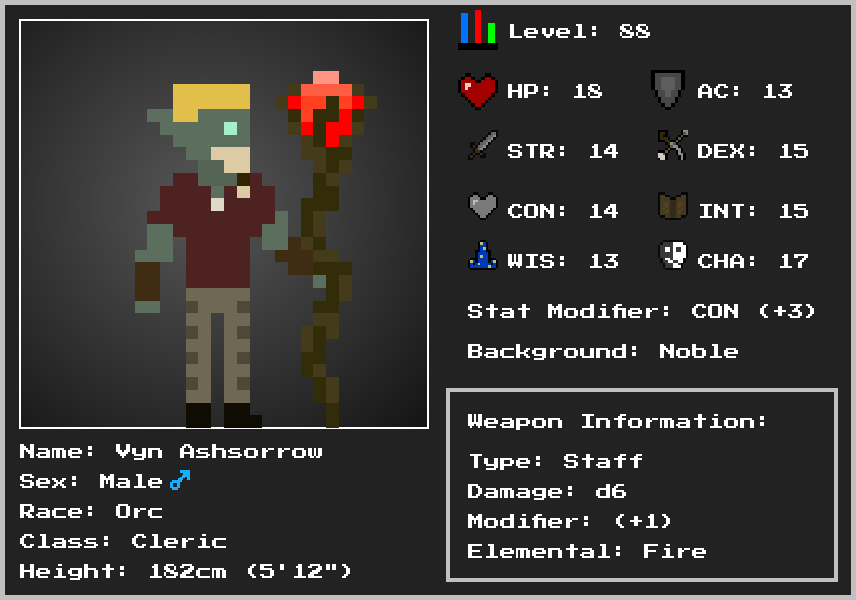 Level: 88
HP: 18 AC: 13
STR: 14 DEX: 15
CON: 14 INT: 15
WIS: 13 CHA: 17
Stat Modifier: CON (+3)
Background: Noble
Weapon Information:
Type: Staff
Damage: d6
Modifier: (+1)
Elemental: Fire
Name: Vyn Ashsorrow
Sex: Male♂
Race: Orc
Class: Cleric
Height: 182cm (5'12")